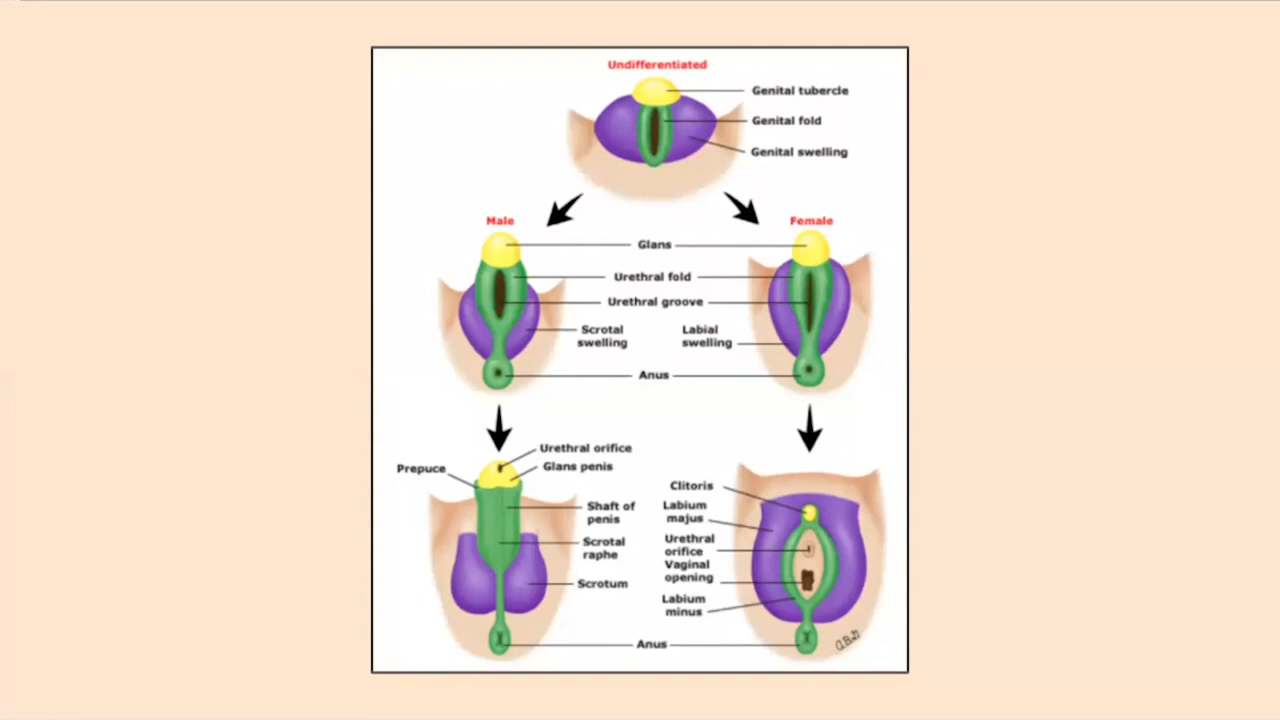 Undifferentiated
Genital tubercle
Genital fold
Genital swelling
Male
Female
Glans
Urethral fold
Urethral groove
Scrotal
swelling
Labial
swelling
Anus
Urethral orifice
Prepuce
Glans penis
Clitoris
Shaft of
penis
Labium
majus
Scrotal
raphe
Urethral
orifice
Vaginal
opening
Scrotum
Labium
minus
Anus